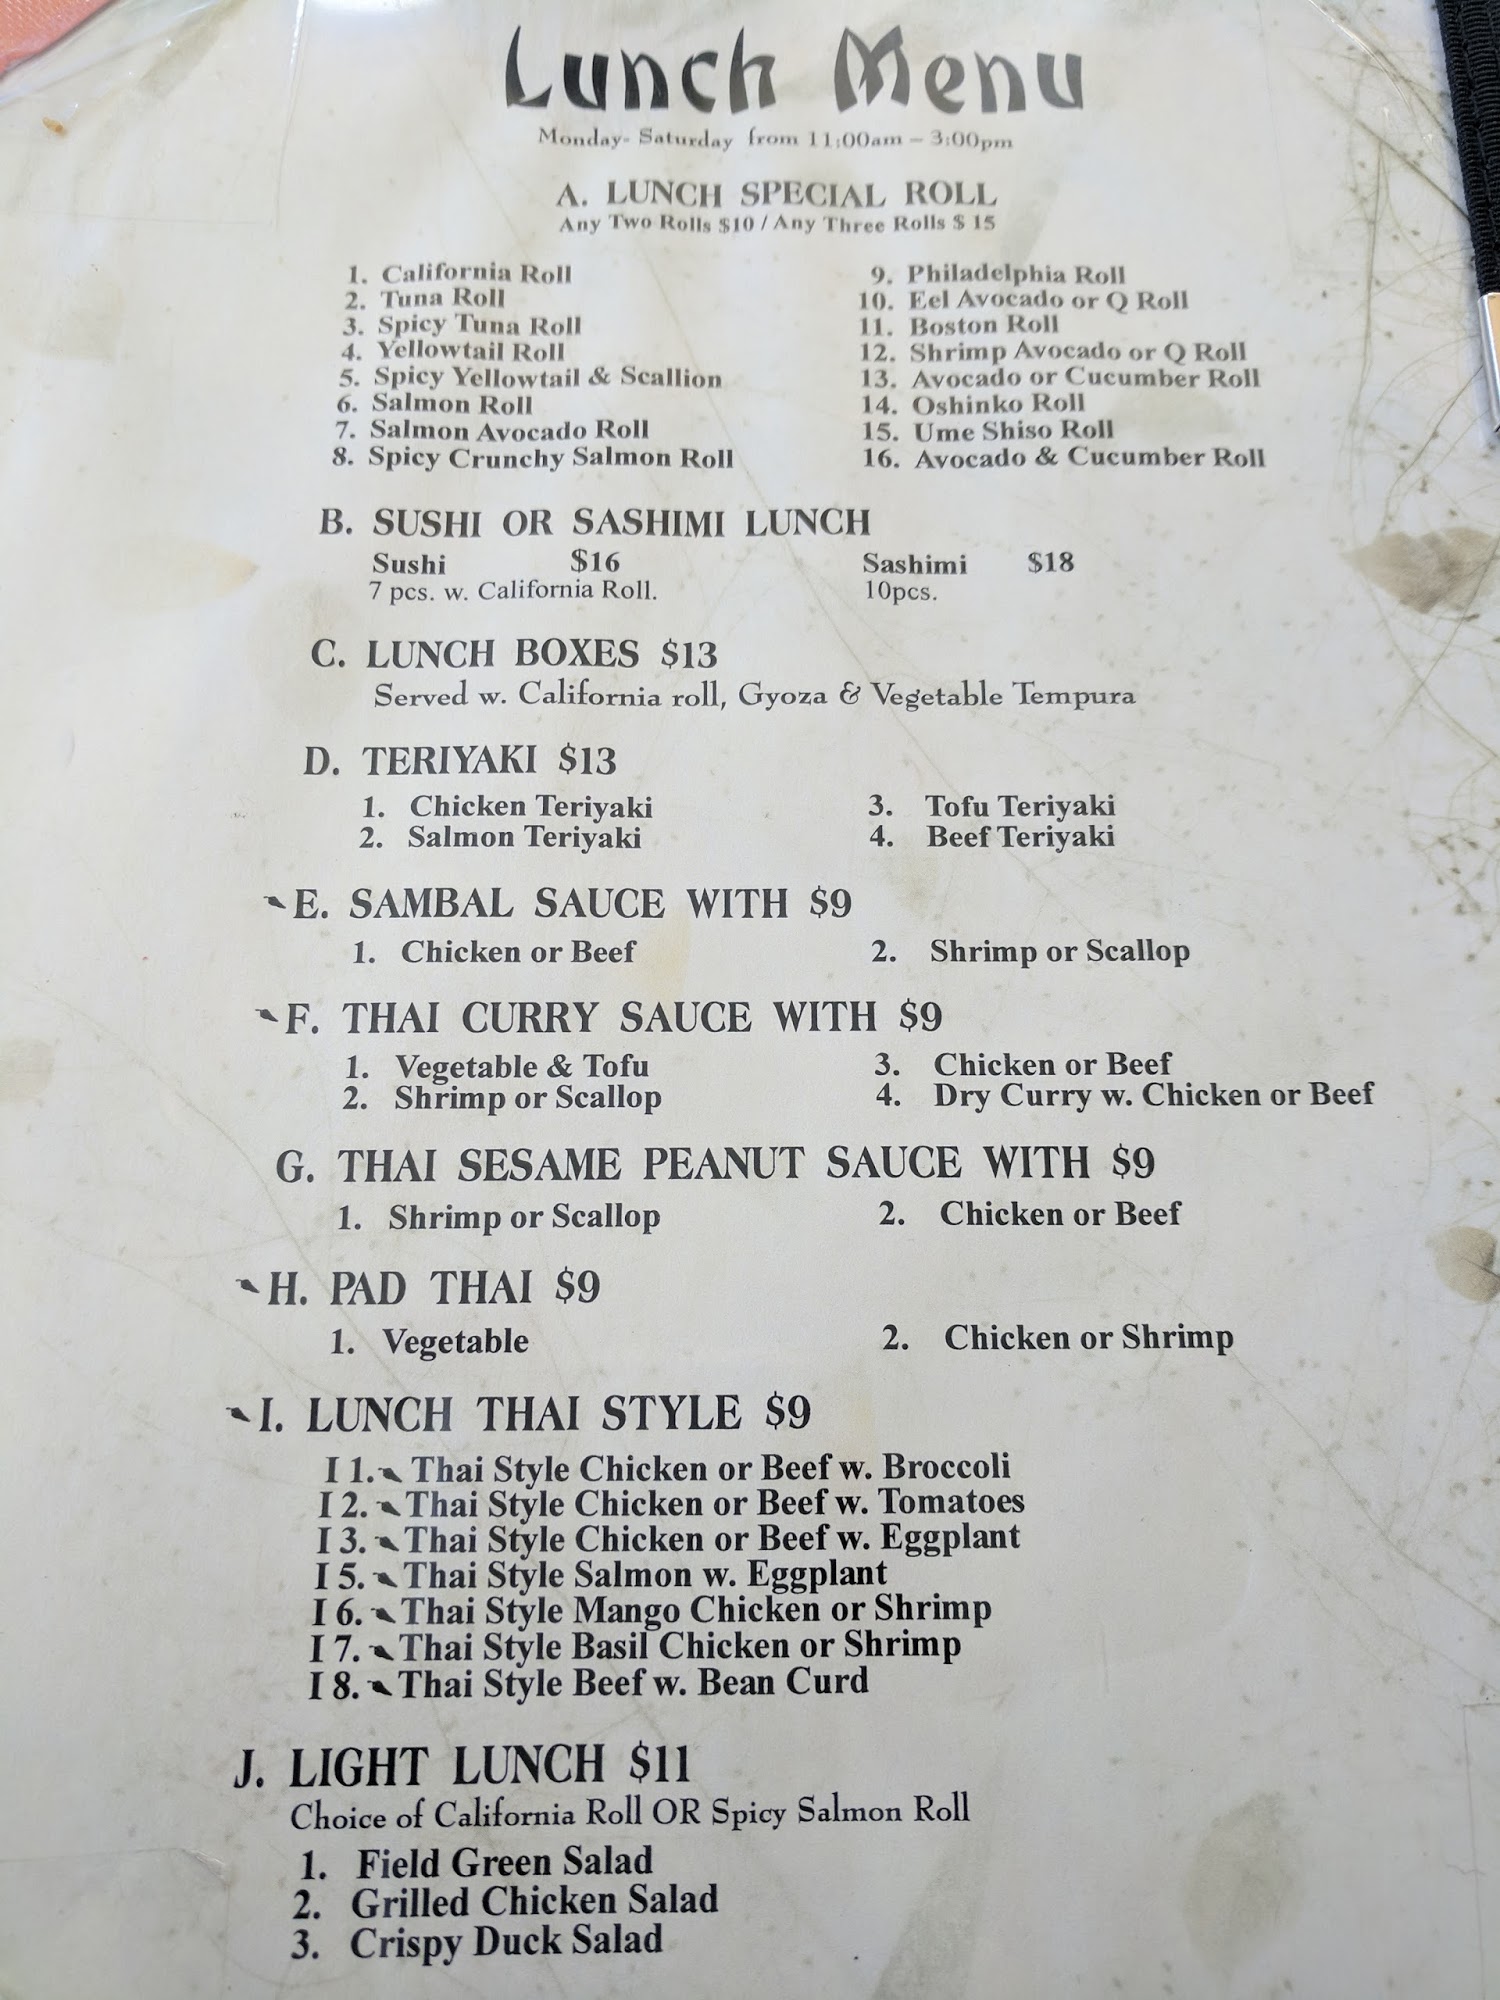 Lunch Menu
Monday- Saturday from 11:00am – 3:00pm
A. LUNCH SPECIAL ROLL
Any Two Rolls $10 / Any Three Rolls $ 15
1. California Roll
2. Tuna Roll
3. Spicy Tuna Roll
4. Yellowtail Roll
5. Spicy Yellowtail & Scallion
6. Salmon Roll
7. Salmon Avocado Roll
8. Spicy Crunchy Salmon Roll
9. Philadelphia Roll
10. Eel Avocado or Q Roll
11. Boston Roll
12. Shrimp Avocado or Q Roll
13. Avocado or Cucumber Roll
14. Oshinko Roll
15. Ume Shiso Roll
16. Avocado & Cucumber Roll
B. SUSHI OR SASHIMI LUNCH
Sushi $16
7 pcs. w. California Roll.
Sashimi $18
10pcs.
C. LUNCH BOXES $13
Served w. California roll, Gyoza & Vegetable Tempura
D. TERIYAKI $13
1. Chicken Teriyaki
2. Salmon Teriyaki
3. Tofu Teriyaki
4. Beef Teriyaki
E. SAMBAL SAUCE WITH $9
1. Chicken or Beef
2. Shrimp or Scallop
F. THAI CURRY SAUCE WITH $9
1. Vegetable & Tofu
2. Shrimp or Scallop
3. Chicken or Beef
4. Dry Curry w. Chicken or Beef
G. THAI SESAME PEANUT SAUCE WITH $9
1. Shrimp or Scallop
2. Chicken or Beef
H. PAD THAI $9
1. Vegetable
2. Chicken or Shrimp
I. LUNCH THAI STYLE $9
I 1. Thai Style Chicken or Beef w. Broccoli
I 2. Thai Style Chicken or Beef w. Tomatoes
I 3. Thai Style Chicken or Beef w. Eggplant
I 5. Thai Style Salmon w. Eggplant
I 6. Thai Style Mango Chicken or Shrimp
I 7. Thai Style Basil Chicken or Shrimp
I 8. Thai Style Beef w. Bean Curd
J. LIGHT LUNCH $11
Choice of California Roll OR Spicy Salmon Roll
1. Field Green Salad
2. Grilled Chicken Salad
3. Crispy Duck Salad